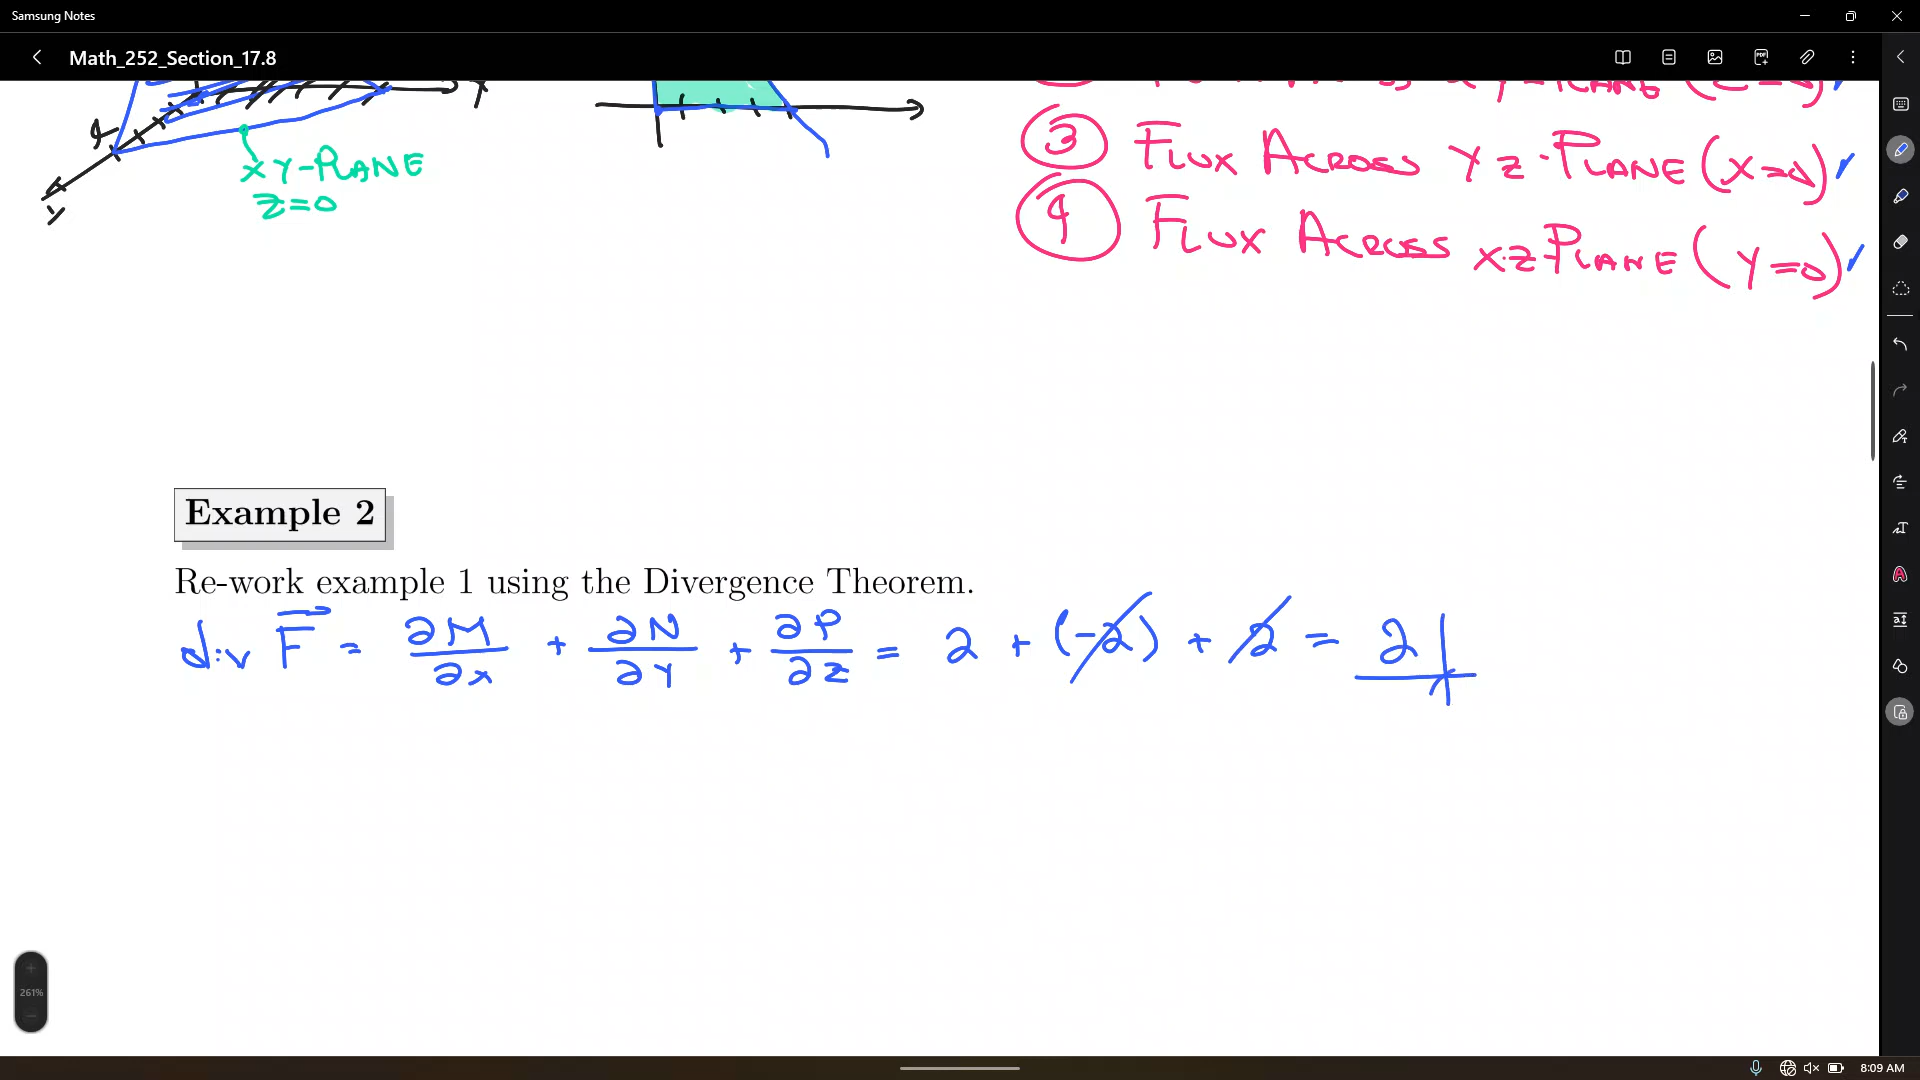 Samsung Notes
Math_252_Section_17.8
4
XY-PLANE
Z=0
Y
X
③ FLUX ACROSS YZ-PLANE (X=0) ✓
④ FLUX ACROSS XZ-PLANE (Y=0) ✓
Example 2
Re-work example 1 using the Divergence Theorem.
div F⃗ = ∂M/∂x + ∂N/∂Y + ∂P/∂z = 2 + (-2) + 2 = 2
261%
8:09 AM